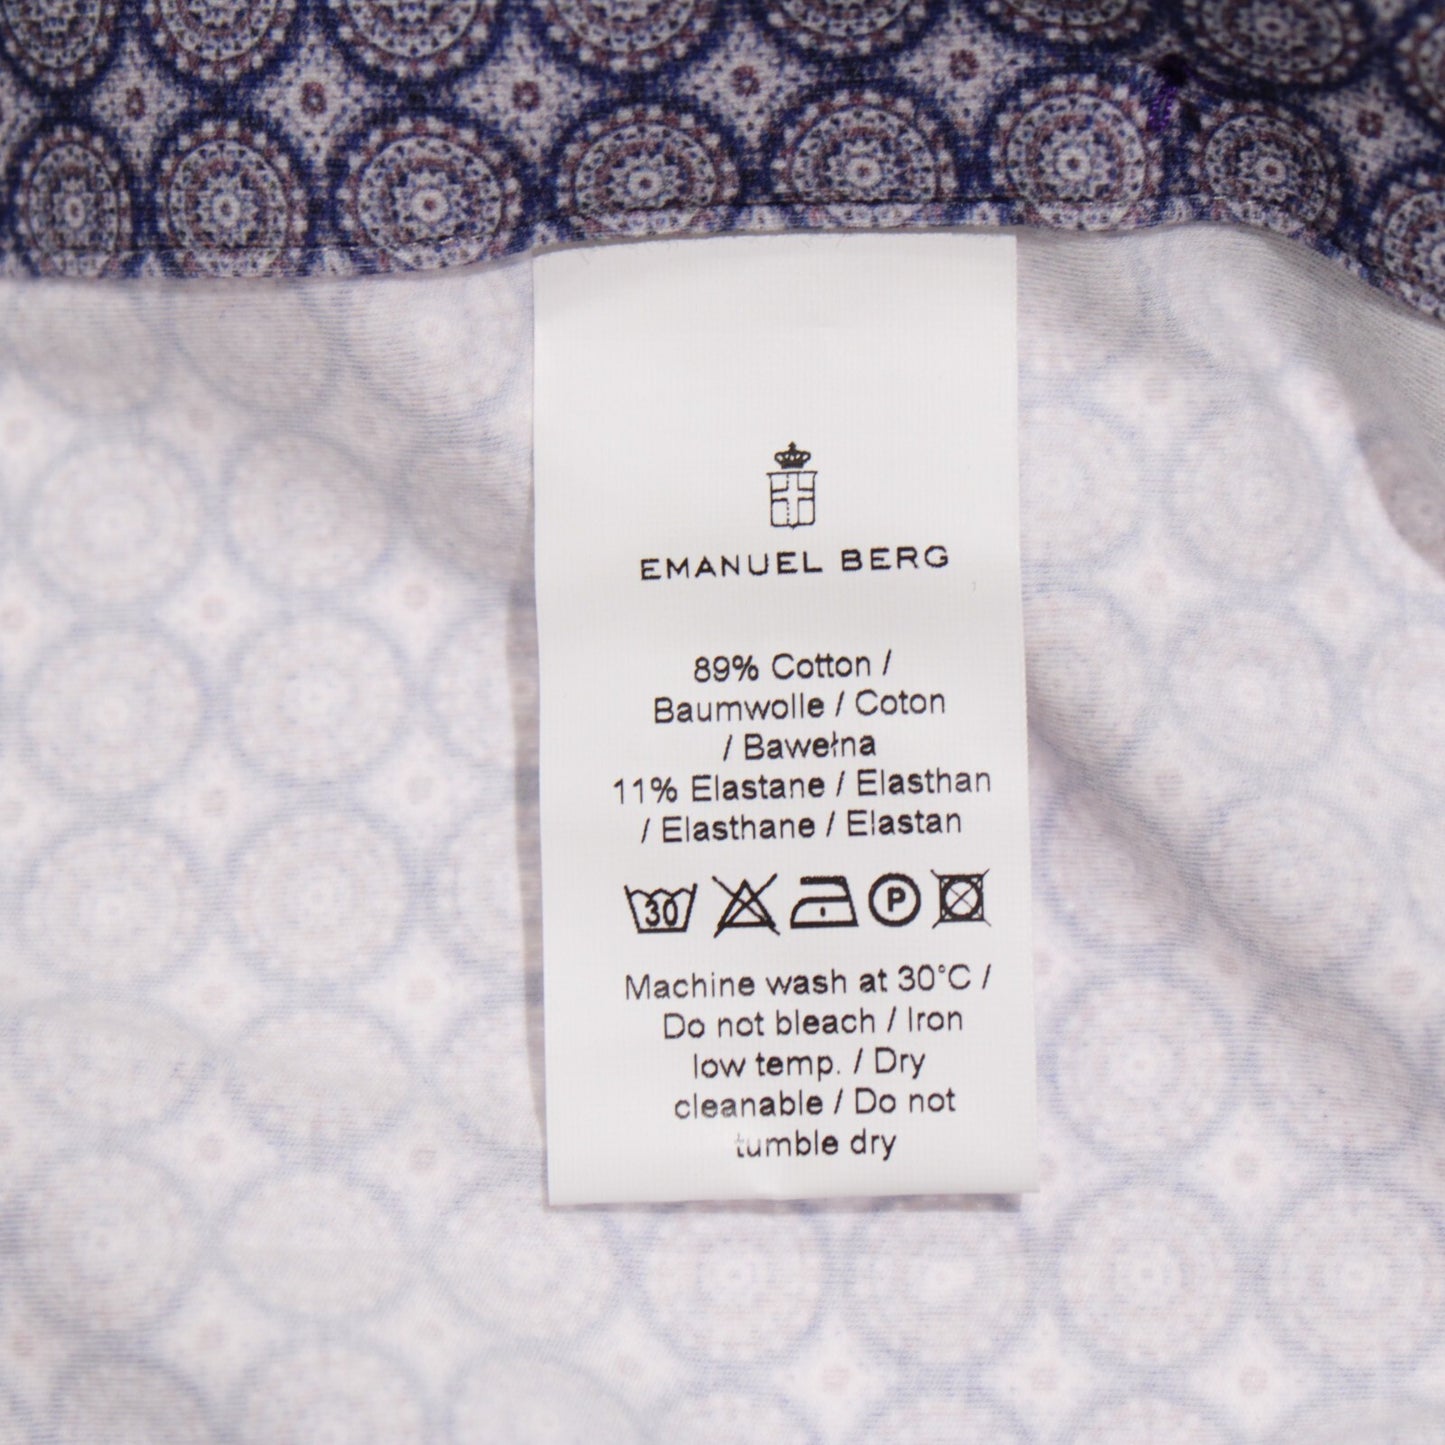 EMANUEL BERG
89% Cotton /
Baumwolle / Coton
/ Bawełna
11% Elastane / Elasthan
/ Elasthane / Elastan
30 P
Machine wash at 30°C /
Do not bleach / Iron
low temp. / Dry
cleanable / Do not
tumble dry